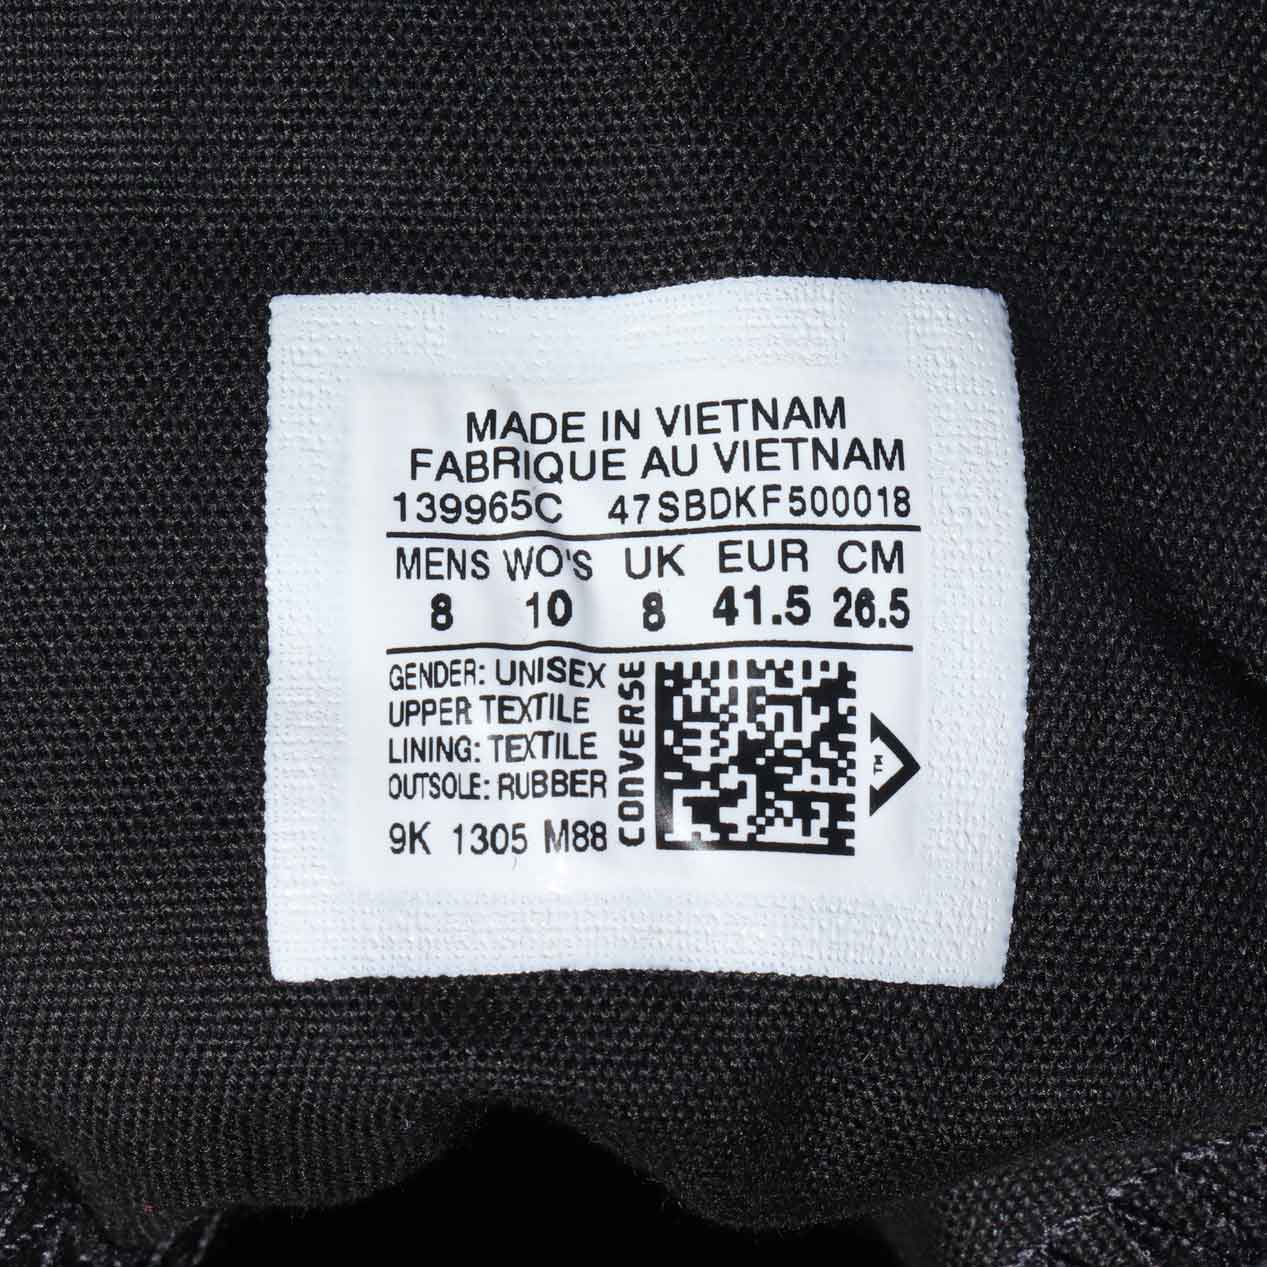 MADE IN VIETNAM
FABRIQUE AU VIETNAM
139965C 47SBDKF500018
MENS WO'S UK EUR CM
8 10 8 41.5 26.5
GENDER: UNISEX
UPPER TEXTILE
LINING: TEXTILE
OUTSOLE: RUBBER
9K 1305 M88
CONVERSE
TM